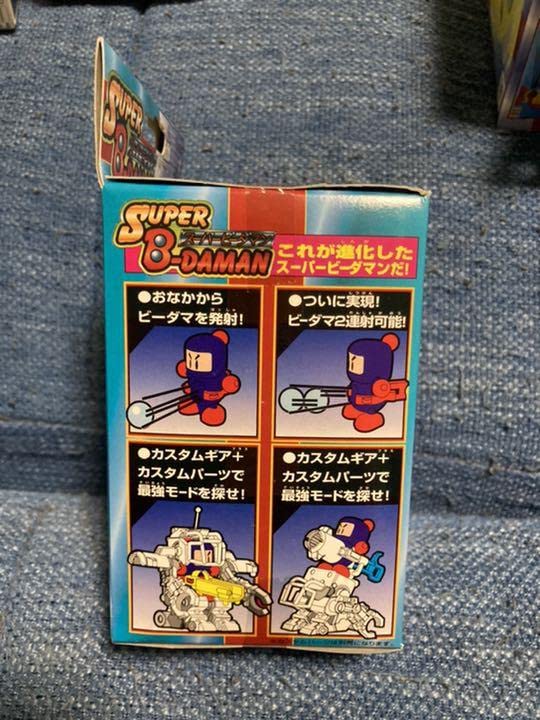 SUPER
B-DAMAN
SUPER
スーパービーダマン
B-DAMAN
これが進化した
スーパービーダマンだ!
●おなかから
ビーダマを発射!
●ついに実現!
ビーダマ2連射可能!
●カスタムギア+
カスタムパーツで
最強モードを探せ!
●カスタムギア+
カスタムパーツで
最強モードを探せ!